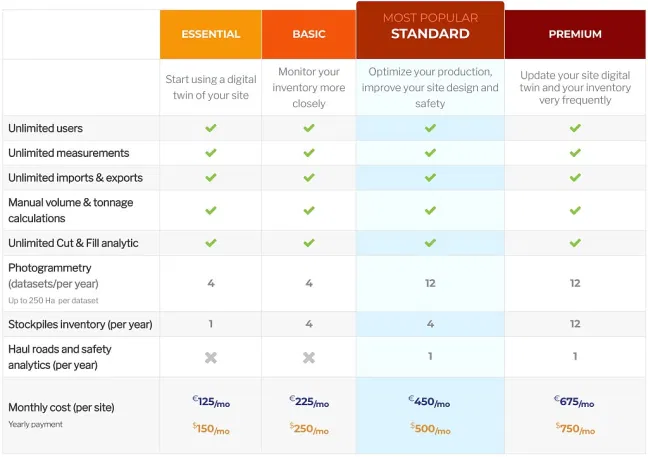 MOST POPULAR
ESSENTIAL BASIC STANDARD PREMIUM
Start using a digital
twin of your site
Monitor your
inventory more
closely
Optimize your production,
improve your site design and
safety
Update your site digital
twin and your inventory
very frequently
Unlimited users
Unlimited measurements
Unlimited imports & exports
Manual volume & tonnage
calculations
Unlimited Cut & Fill analytic
Photogrammetry
(datasets/per year)
Up to 250 Ha per dataset
4 4 12 12
Stockpiles inventory (per year) 1 4 4 12
Haul roads and safety
analytics (per year)
1 1
Monthly cost (per site)
Yearly payment
€125/mo €225/mo €450/mo €675/mo
$150/mo $250/mo $500/mo $750/mo